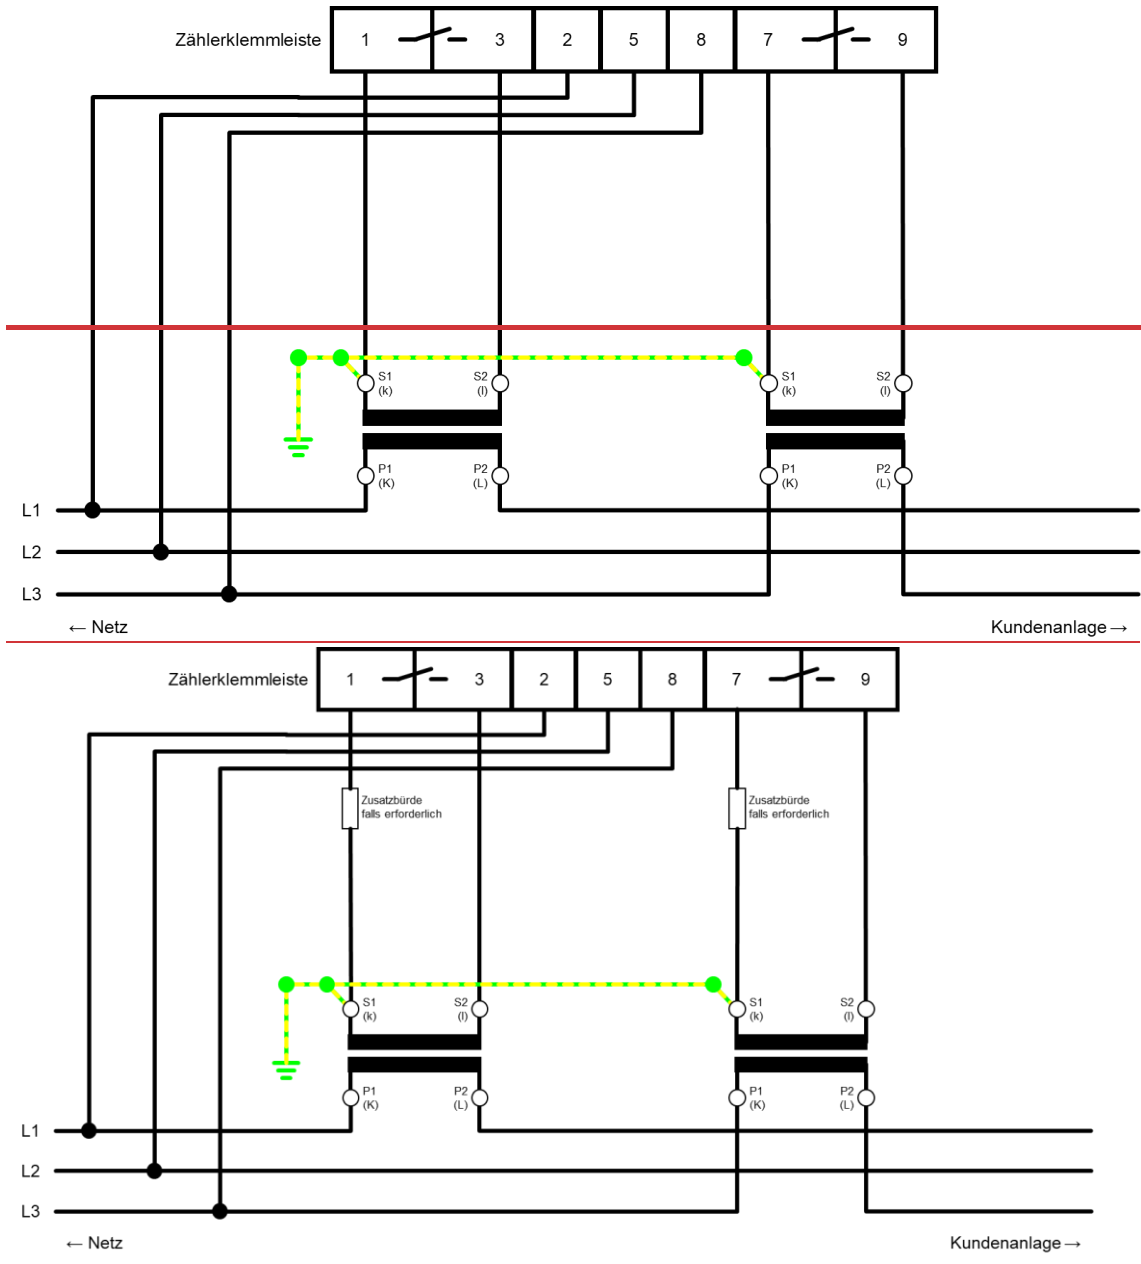 Zählerklemmleiste 1 3 2 5 8 7 9
S1 (k)
S2 (l)
S1 (k)
S2 (l)
P1 (K)
P2 (L)
P1 (K)
P2 (L)
L1
L2
L3
← Netz
Kundenanlage →
Zählerklemmleiste 1 3 2 5 8 7 9
Zusatzbürde
falls erforderlich
Zusatzbürde
falls erforderlich
S1 (k)
S2 (l)
S1 (k)
S2 (l)
P1 (K)
P2 (L)
P1 (K)
P2 (L)
L1
L2
L3
← Netz
Kundenanlage →